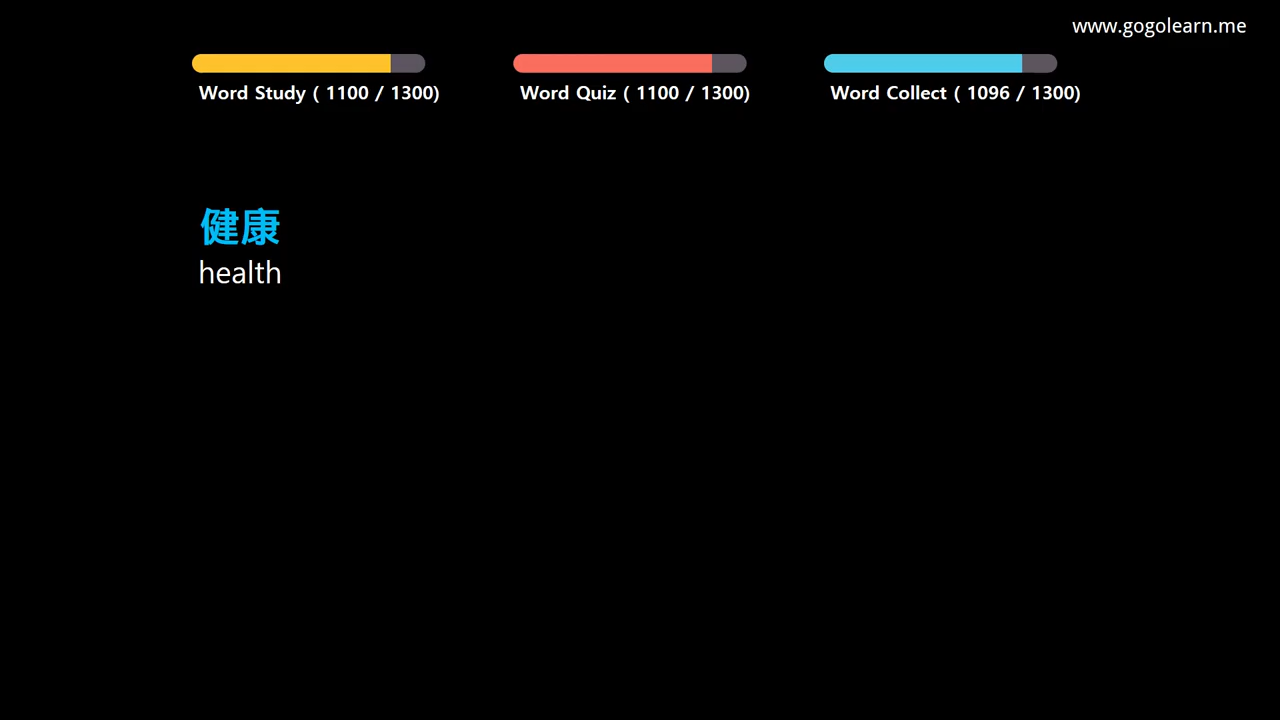 www.gogolearn.me
Word Study ( 1100 / 1300)
Word Quiz ( 1100 / 1300)
Word Collect ( 1096 / 1300)
健康
health